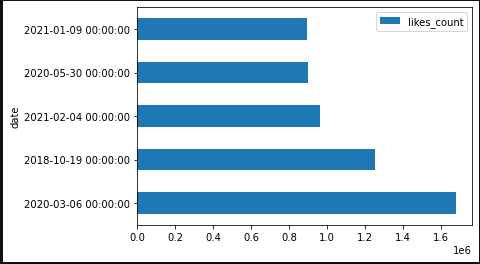 likes_count
2021-01-09 00:00:00
2020-05-30 00:00:00
2021-02-04 00:00:00
2018-10-19 00:00:00
2020-03-06 00:00:00
date
0.0 0.2 0.4 0.6 0.8 1.0 1.2 1.4 1.6
1e6